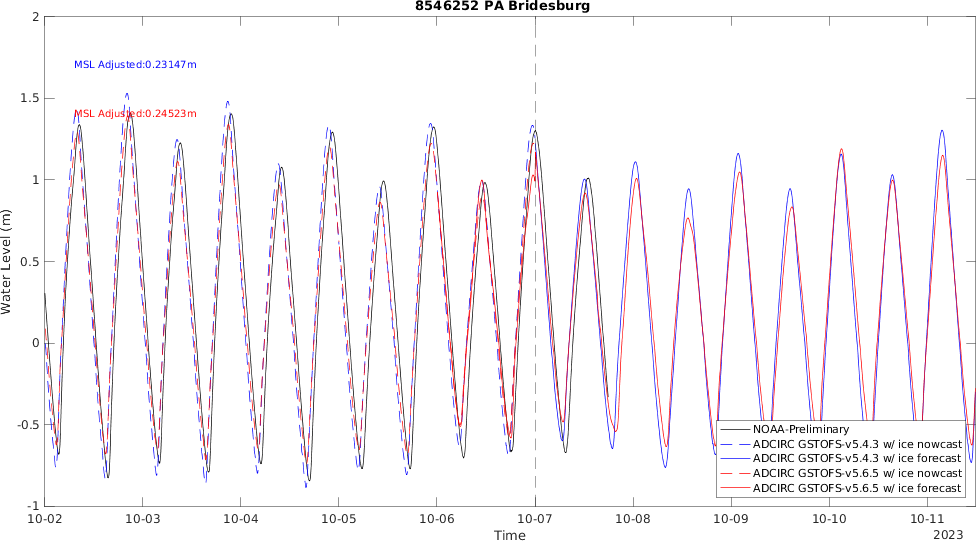 8546252 PA Bridesburg
2
1.5
1
0.5
0
-0.5
-1
Water Level (m)
MSL Adjusted:0.23147m
MSL Adjusted:0.24523m
NOAA-Preliminary
ADCIRC GSTOFS-v5.4.3 w/ ice nowcast
ADCIRC GSTOFS-v5.4.3 w/ ice forecast
ADCIRC GSTOFS-v5.6.5 w/ ice nowcast
ADCIRC GSTOFS-v5.6.5 w/ ice forecast
10-02 10-03 10-04 10-05 10-06 10-07 10-08 10-09 10-10 10-11
Time
2023